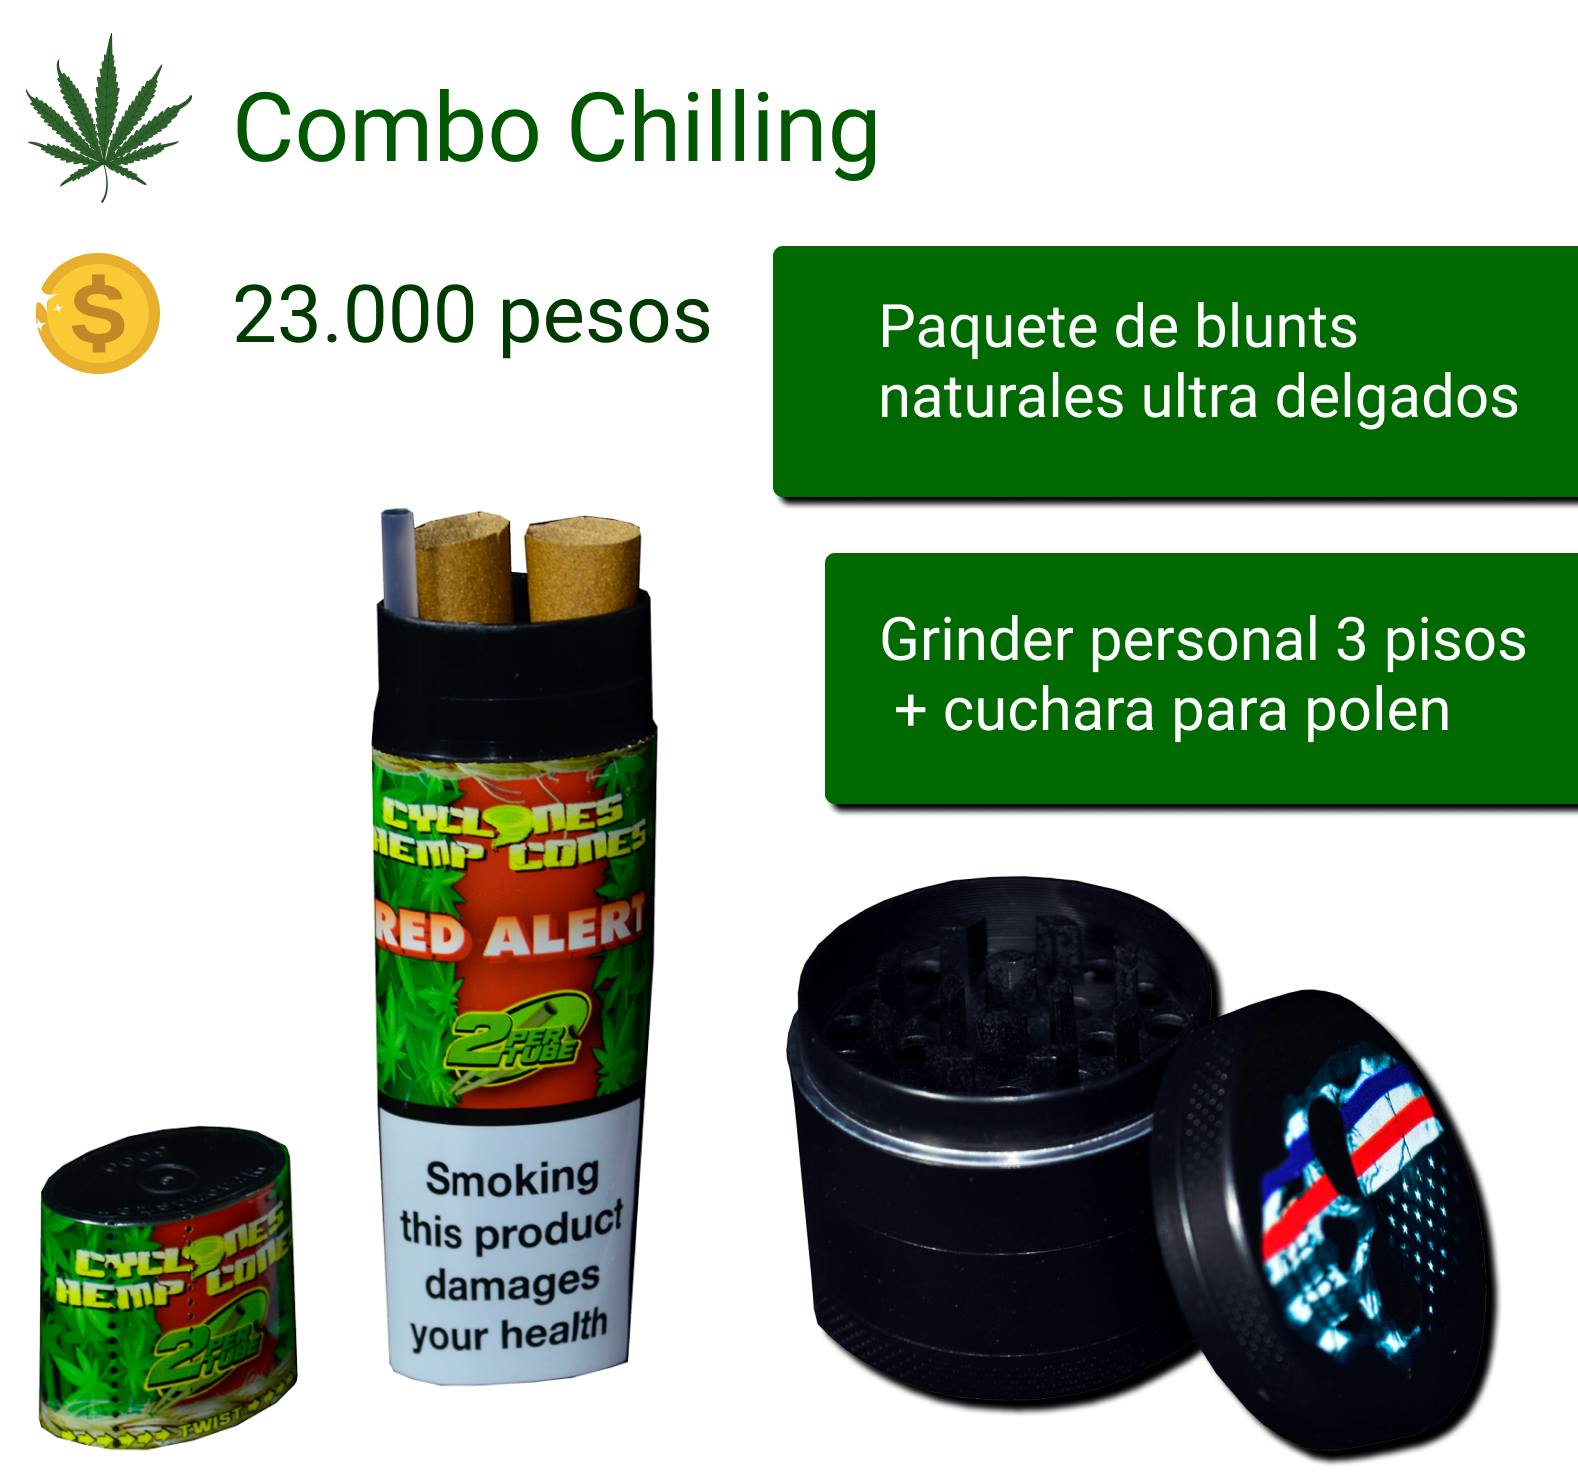 Combo Chilling
$
23.000 pesos
Paquete de blunts
naturales ultra delgados
Grinder personal 3 pisos
+ cuchara para polen
CYCLONES
HEMP CONES
RED ALERT
2 PER
TUBE
Smoking
this product
damages
your health
CYCLONES
HEMP CONE
2 PER
TUBE
TWIST